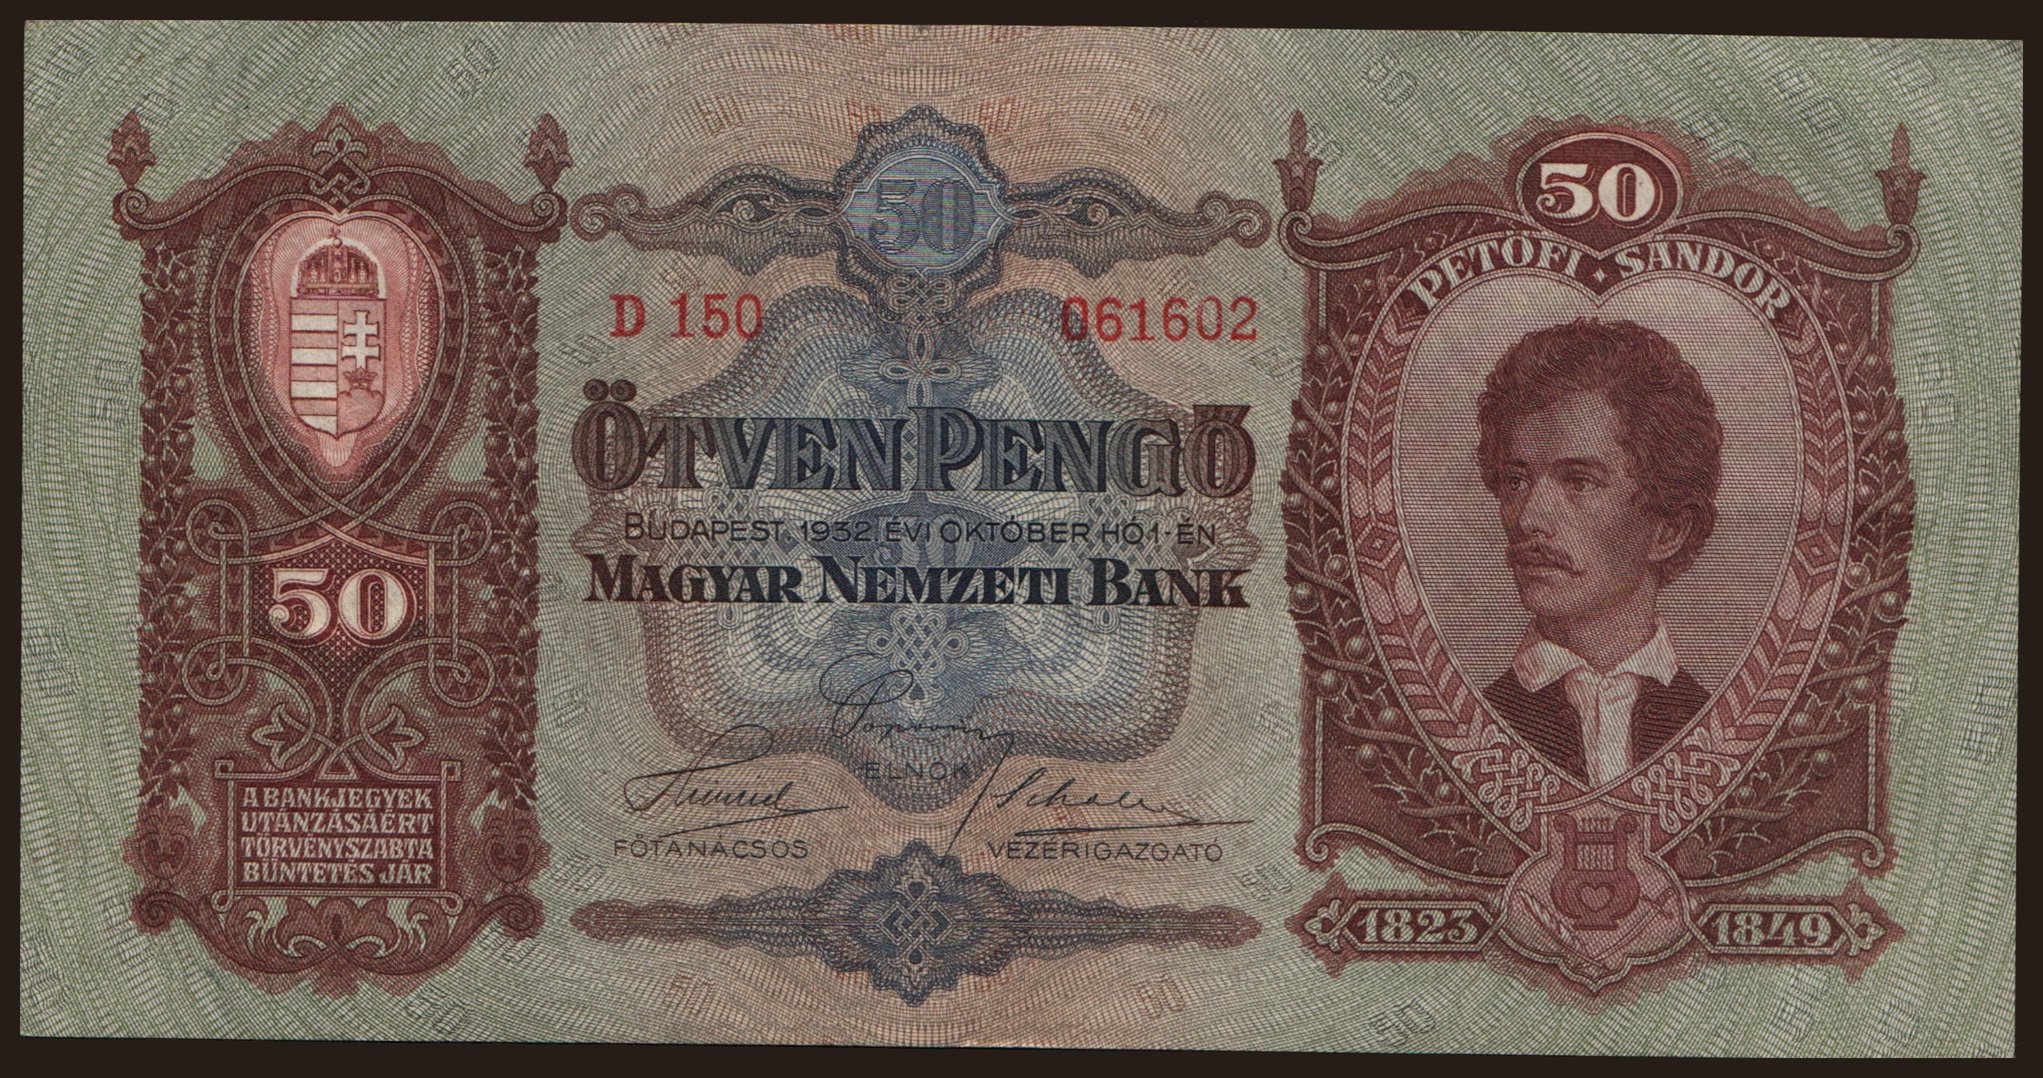 50
50
PETŐFI · SÁNDOR
D 150 061602
ÖTVEN PENGŐ
BUDAPEST, 1932. ÉVI OKTÓBER HÓ 1-ÉN
MAGYAR NEMZETI BANK
50
ELNÖK
FŐTANÁCSOS
VEZÉRIGAZGATÓ
A BANKJEGYEK
UTÁNZÁSÁÉRT
TÖRVÉNYSZABTA
BÜNTETÉS JÁR
1823 1849